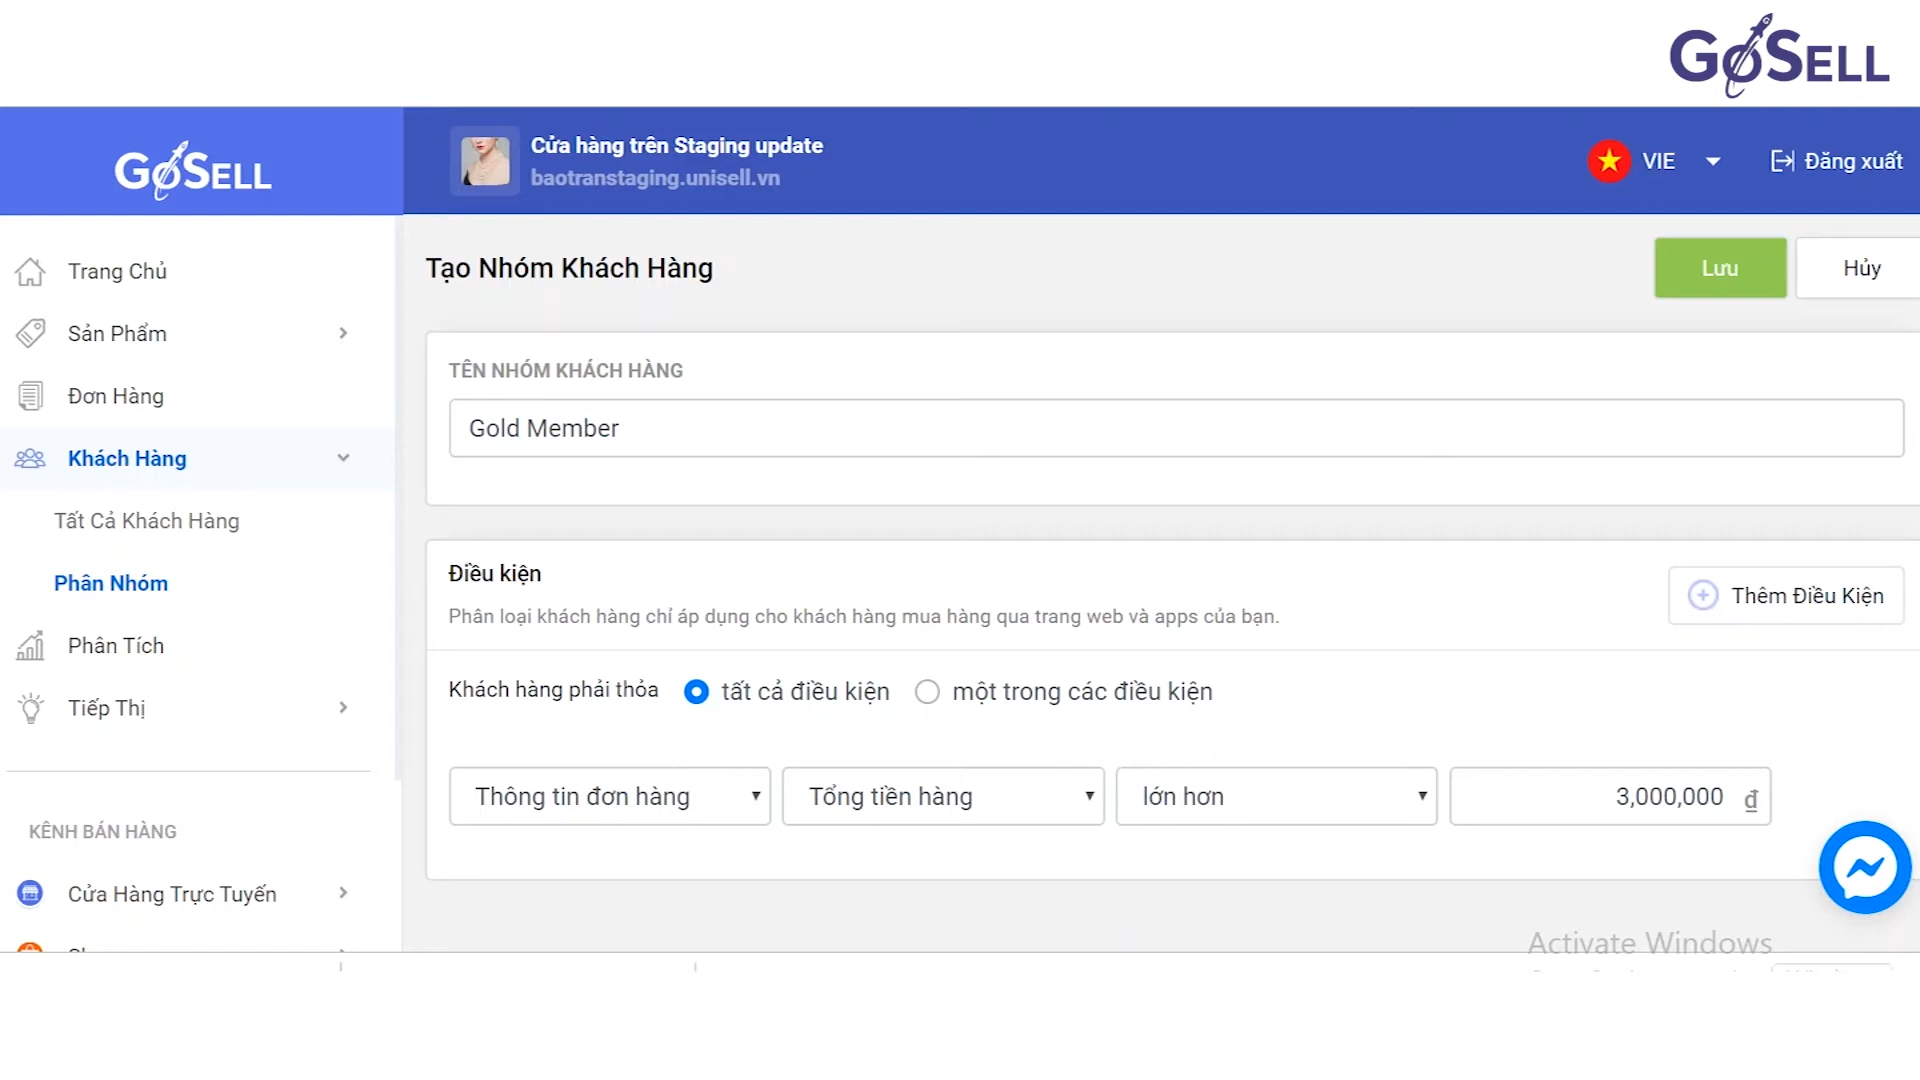 GoSELL
GoSELL
Cửa hàng trên Staging update
baotranstaging.unisell.vn
VIE
Đăng xuất
Trang Chủ
Sản Phẩm
Đơn Hàng
Khách Hàng
Tất Cả Khách Hàng
Phân Nhóm
Phân Tích
Tiếp Thị
KÊNH BÁN HÀNG
Cửa Hàng Trực Tuyến
Tạo Nhóm Khách Hàng
Lưu
Hủy
TÊN NHÓM KHÁCH HÀNG
Gold Member
Điều kiện
Phân loại khách hàng chỉ áp dụng cho khách hàng mua hàng qua trang web và apps của bạn.
Thêm Điều Kiện
Khách hàng phải thỏa tất cả điều kiện một trong các điều kiện
Thông tin đơn hàng Tổng tiền hàng lớn hơn 3,000,000 ₫
Activate Windows